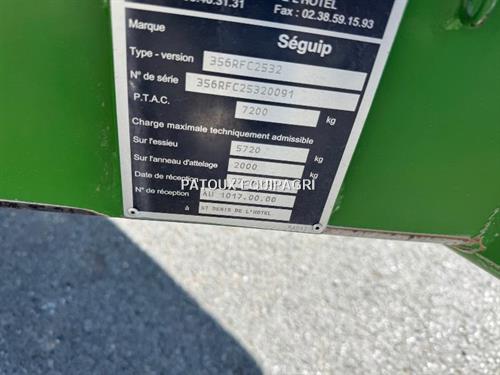 L'HOTEL
Fax : 02.38.59.15.93
Marque
Séguip
Type - version
356RFC2532
N° de série
356RFC25320091
P.T.A.C.
7200 kg
Charge maximale techniquement admissible
Sur l'essieu
5720 kg
Sur l'anneau d'attelage
2000 kg
Date de réception
PATOUX EQUIPAGRI
N° de réception
AU 1017.00.00
à
ST DENIS DE L'HOTEL